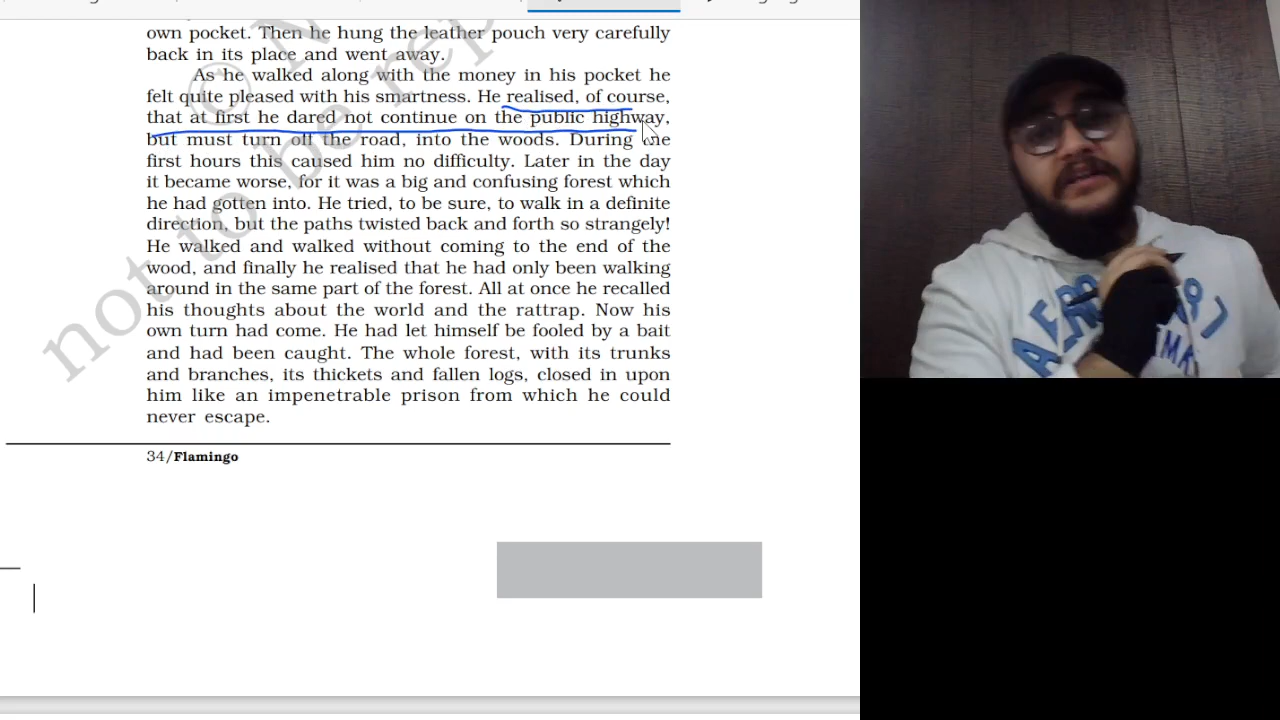 own pocket. Then he hung the leather pouch very carefully
back in its place and went away.
As he walked along with the money in his pocket he
felt quite pleased with his smartness. He realised, of course,
that at first he dared not continue on the public highway,
but must turn off the road, into the woods. During the
first hours this caused him no difficulty. Later in the day
it became worse, for it was a big and confusing forest which
he had gotten into. He tried, to be sure, to walk in a definite
direction, but the paths twisted back and forth so strangely!
He walked and walked without coming to the end of the
wood, and finally he realised that he had only been walking
around in the same part of the forest. All at once he recalled
his thoughts about the world and the rattrap. Now his
own turn had come. He had let himself be fooled by a bait
and had been caught. The whole forest, with its trunks
and branches, its thickets and fallen logs, closed in upon
him like an impenetrable prison from which he could
never escape.
34/Flamingo
© N
not to be rep